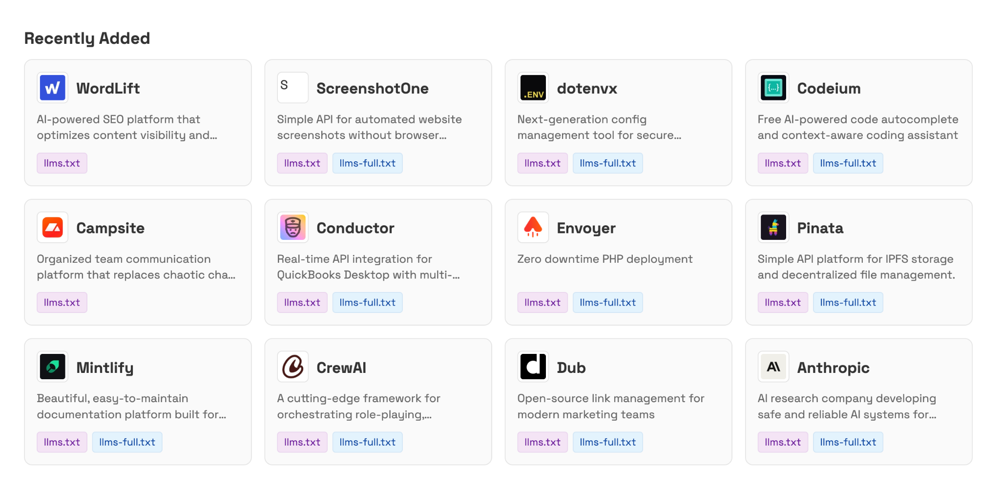 Recently Added
W
WordLift
AI-powered SEO platform that
optimizes content visibility and...
llms.txt
S
ScreenshotOne
Simple API for automated website
screenshots without browser...
llms.txt llms-full.txt
.ENV
dotenvx
Next-generation config
management tool for secure...
llms.txt llms-full.txt
{...}
Codeium
Free AI-powered code autocomplete
and context-aware coding assistant
llms.txt llms-full.txt
Campsite
Organized team communication
platform that replaces chaotic cha...
llms.txt
Conductor
Real-time API integration for
QuickBooks Desktop with multi-...
llms.txt llms-full.txt
Envoyer
Zero downtime PHP deployment
llms.txt llms-full.txt
Pinata
Simple API platform for IPFS storage
and decentralized file management.
llms.txt llms-full.txt
Mintlify
Beautiful, easy-to-maintain
documentation platform built for...
llms.txt llms-full.txt
CrewAI
A cutting-edge framework for
orchestrating role-playing,...
llms.txt llms-full.txt
d
Dub
Open-source link management for
modern marketing teams
llms.txt llms-full.txt
A\
Anthropic
AI research company developing
safe and reliable AI systems for...
llms.txt llms-full.txt